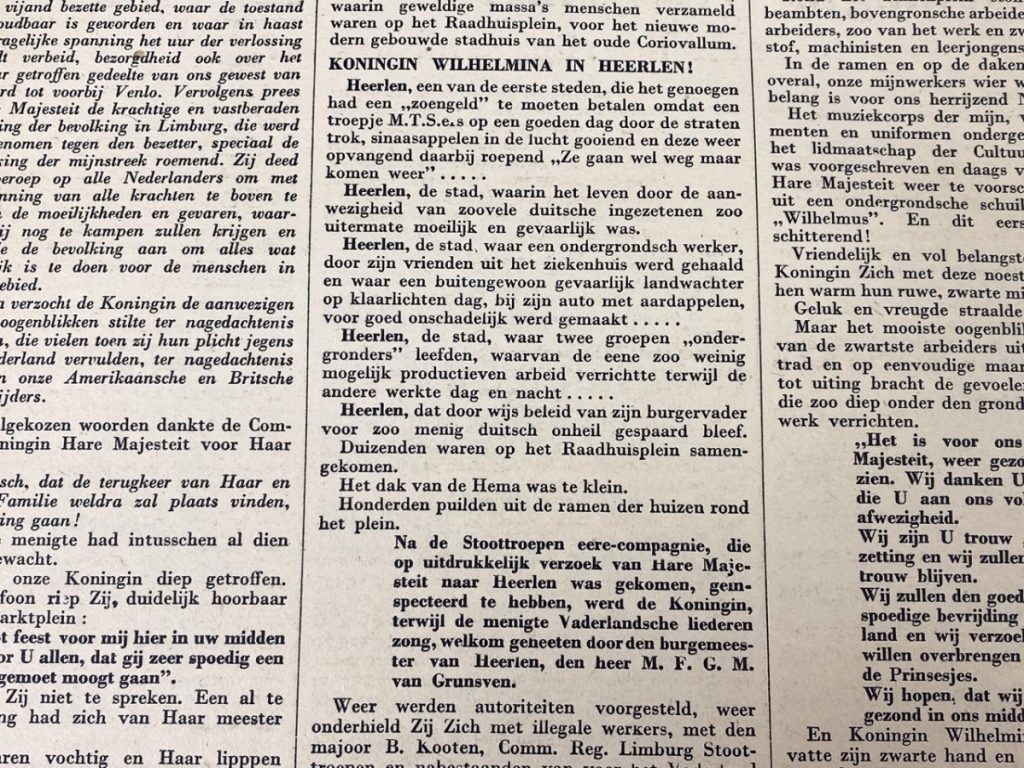 vijand bezette gebied, waar de toestand
oudbaar is geworden en waar in haast
ragelijke spanning het uur der verlossing
dt verbeid, bezorgdheid ook over het
ar getroffen gedeelte van ons gewest van
rd tot voorbij Venlo. Vervolgens prees
e Majesteit de krachtige en vastberaden
ing der bevolking in Limburg, die werd
enomen tegen den bezetter, speciaal de
sing der mijnstreek roemend. Zij deed
beroep op alle Nederlanders om met
nning van alle krachten te boven te
n de moeilijkheden en gevaren, waar-
ij nog te kampen zullen krijgen en
de de bevolking aan om alles wat
jk is te doen voor de menschen in
gebied.
n verzocht de Koningin de aanwezigen
oogenblikken stilte ter nagedachtenis
n, die vielen toen zij hun plicht jegens
derland vervulden, ter nagedachtenis
n onze Amerikaansche en Britsche
ijders.
lgekozen woorden dankte de Com-
ningin Hare Majesteit voor Haar
sch, dat de terugkeer van Haar en
Familie weldra zal plaats vinden,
ing gaan!
e menigte had intusschen al dien
ewacht.
onze Koningin diep getroffen.
foon riep Zij, duidelijk hoorbaar
arktplein :
ot feest voor mij hier in uw midden
or U allen, dat gij zeer spoedig een
gemoet moogt gaan”.
Zij niet te spreken. Een al te
ng had zich van Haar meester
aren vochtig en Haar lipppen
waarin geweldige massa's menschen verzameld
waren op het Raadhuisplein, voor het nieuwe mo-
dern gebouwde stadhuis van het oude Coriovallum.
KONINGIN WILHELMINA IN HEERLEN!
Heerlen, een van de eerste steden, die het genoegen
had een „zoengeld” te moeten betalen omdat een
troepje M.T.S.e.s op een goeden dag door de straten
trok, sinaasappelen in de lucht gooiend en deze weer
opvangend daarbij roepend „Ze gaan wel weg maar
komen weer” . . . . .
Heerlen, de stad, waarin het leven door de aan-
wezigheid van zoovele duitsche ingezetenen zoo
uitermate moeilijk en gevaarlijk was.
Heerlen, de stad, waar een ondergrondsch werker,
door zijn vrienden uit het ziekenhuis werd gehaald
en waar een buitengewoon gevaarlijk landwachter
op klaarlichten dag, bij zijn auto met aardappelen,
voor goed onschadelijk werd gemaakt . . . . .
Heerlen, de stad, waar twee groepen „onder-
gronders” leefden, waarvan de eene zoo weinig
mogelijk productieven arbeid verrichtte terwijl de
andere werkte dag en nacht . . . . .
Heerlen, dat door wijs beleid van zijn burgervader
voor zoo menig duitsch onheil gespaard bleef.
Duizenden waren op het Raadhuisplein samen-
gekomen.
Het dak van de Hema was te klein.
Honderden puilden uit de ramen der huizen rond
het plein.
Na de Stoottroepen eere-compagnie, die
op uitdrukkelijk verzoek van Hare Maje-
steit naar Heerlen was gekomen, geïn-
specteerd te hebben, werd de Koningin,
terwijl de menigte Vaderlandsche liederen
zong, welkom geneeten door den burgemees-
ter van Heerlen, den heer M. F. G. M.
van Grunsven.
Weer werden autoriteiten voorgesteld, weer
onderhield Zij Zich met illegale werkers, met den
majoor B. Kooten, Comm. Reg. Limburg Stoot-
beambten, bovengronsche arbeide
arbeiders, zoo van het werk en zw
stof, machinisten en leerjongens
In de ramen en op de daken
overal, onze mijnwerkers wier w
belang is voor ons herrijzend N
Het muziekcorps der mijn, v
menten en uniformen onderge
het lidmaatschap der Cultuu
was voorgeschreven en daags v
Hare Majesteit weer te voorsc
uit een ondergrondsche schuil
„Wilhelmus”. En dit eers
schitterend!
Vriendelijk en vol belangst
Koningin Zich met deze noest
hen warm hun ruwe, zwarte mi
Geluk en vreugde straalde
Maar het mooiste oogenblik
van de zwartste arbeiders uit
trad en op eenvoudige maar
tot uiting bracht de gevoele
die zoo diep onder den grond
werk verrichten.
„Het is voor ons
Majesteit, weer gezo
zien. Wij danken U
die U aan ons vo
afwezigheid.
Wij zijn U trouw g
zetting en wij zullen
trouw blijven.
Wij zullen den goed
spoedige bevrijding
land en wij verzoe
willen overbrengen
de Prinsesjes.
Wij hopen, dat wij
gezond in ons midd
En Koningin Wilhelmin
vatte zijn zwarte hand en